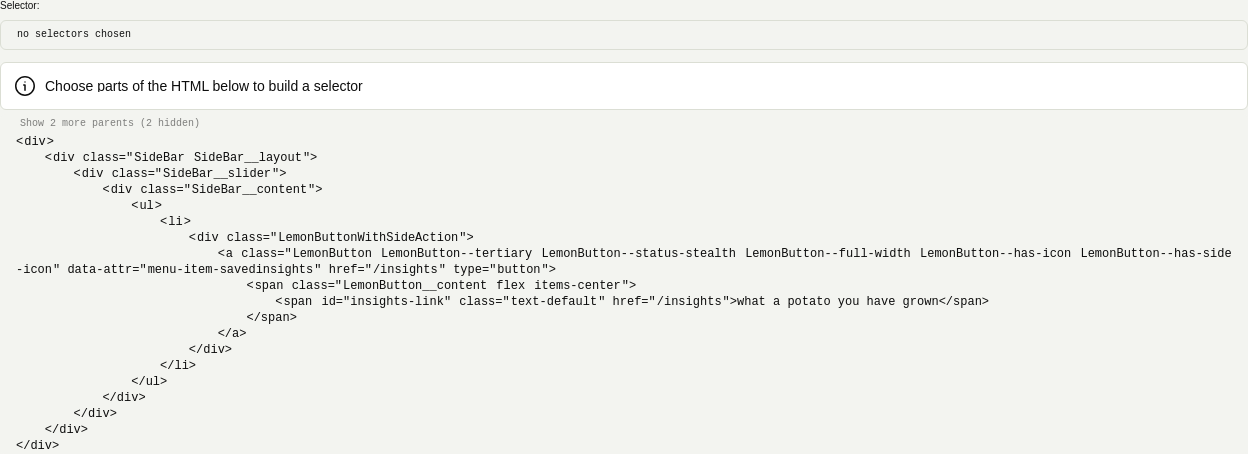 Selector:
no selectors chosen
Choose parts of the HTML below to build a selector
Show 2 more parents (2 hidden)
<div>
<div class="SideBar SideBar__layout">
<div class="SideBar__slider">
<div class="SideBar__content">
<ul>
<li>
<div class="LemonButtonWithSideAction">
<a class="LemonButton LemonButton--tertiary LemonButton--status-stealth LemonButton--full-width LemonButton--has-icon LemonButton--has-side
-icon" data-attr="menu-item-savedinsights" href="/insights" type="button">
<span class="LemonButton__content flex items-center">
<span id="insights-link" class="text-default" href="/insights">what a potato you have grown</span>
</span>
</a>
</div>
</li>
</ul>
</div>
</div>
</div>
</div>